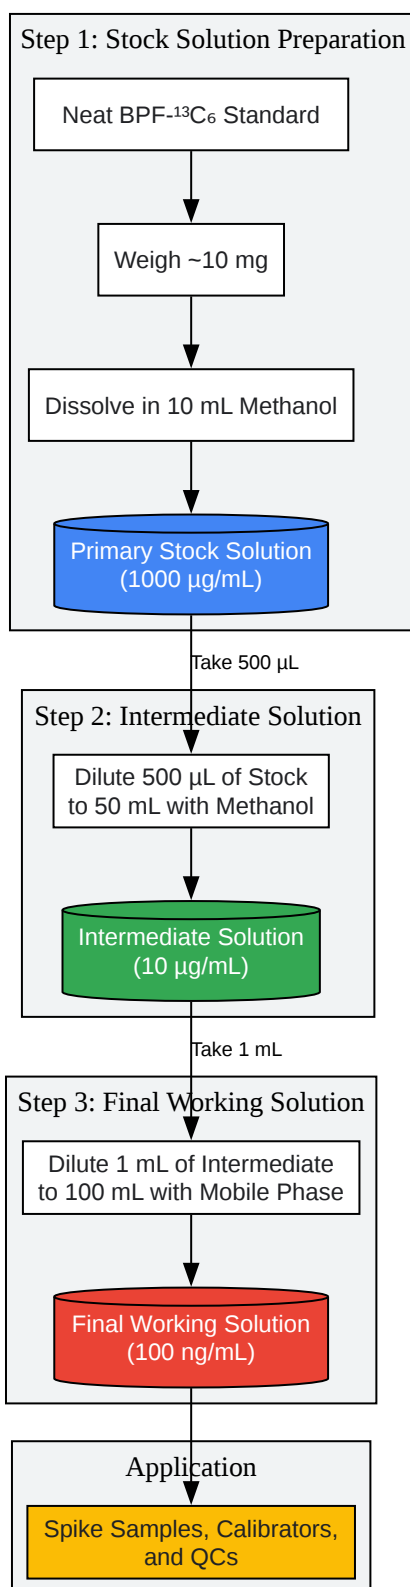 Step 1: Stock Solution Preparation
Neat BPF-¹³C₆ Standard
Weigh ~10 mg
Dissolve in 10 mL Methanol
Primary Stock Solution
(1000 µg/mL)
Take 500 µL
Step 2: Intermediate Solution
Dilute 500 µL of Stock
to 50 mL with Methanol
Intermediate Solution
(10 µg/mL)
Take 1 mL
Step 3: Final Working Solution
Dilute 1 mL of Intermediate
to 100 mL with Mobile Phase
Final Working Solution
(100 ng/mL)
Application
Spike Samples, Calibrators,
and QCs